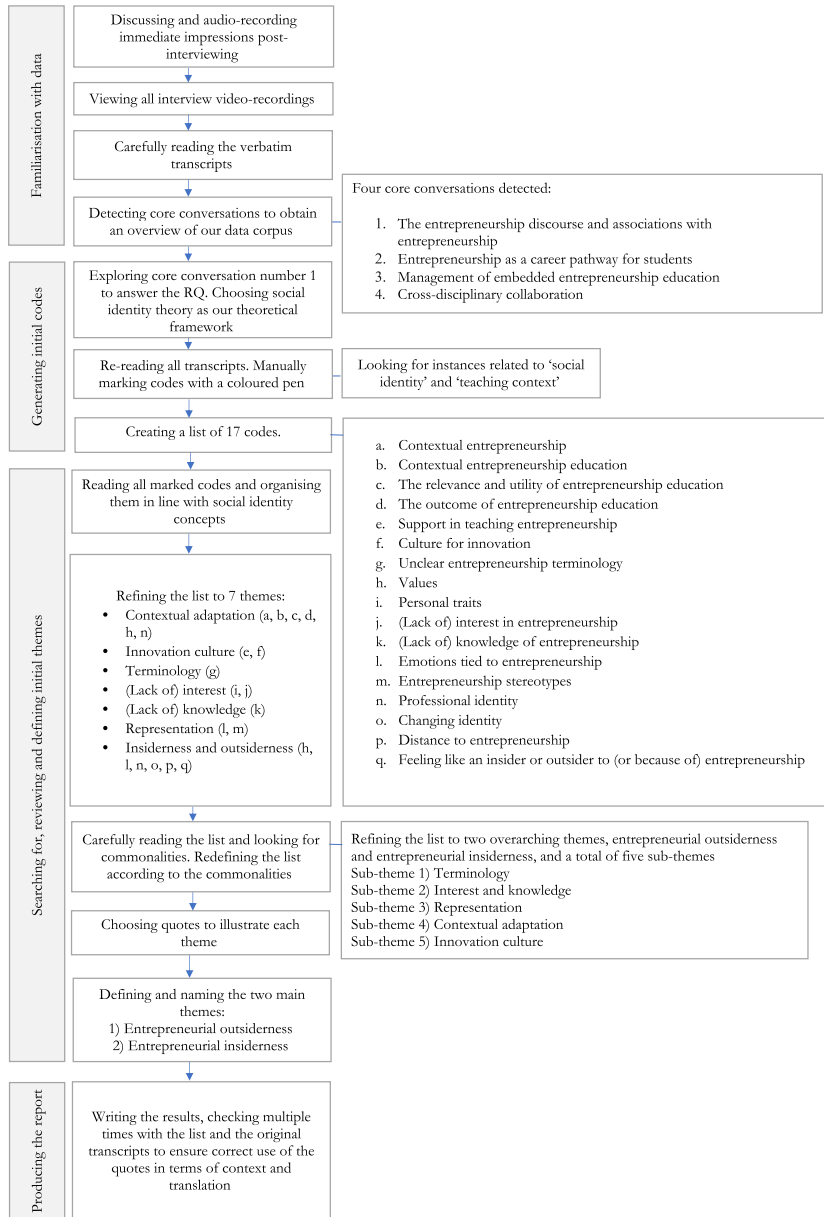 Familiarisation with data
Discussing and audio-recording
immediate impressions post-
interviewing
Viewing all interview video-recordings
Carefully reading the verbatim
transcripts
Detecting core conversations to obtain
an overview of our data corpus
Four core conversations detected:
1. The entrepreneurship discourse and associations with
entrepreneurship
2. Entrepreneurship as a career pathway for students
3. Management of embedded entrepreneurship education
4. Cross-disciplinary collaboration
Generating initial codes
Exploring core conversation number 1
to answer the RQ. Choosing social
identity theory as our theoretical
framework
Re-reading all transcripts. Manually
marking codes with a coloured pen
Looking for instances related to ‘social
identity’ and ‘teaching context’
Creating a list of 17 codes.
a. Contextual entrepreneurship
b. Contextual entrepreneurship education
c. The relevance and utility of entrepreneurship education
d. The outcome of entrepreneurship education
e. Support in teaching entrepreneurship
f. Culture for innovation
g. Unclear entrepreneurship terminology
h. Values
i. Personal traits
j. (Lack of) interest in entrepreneurship
k. (Lack of) knowledge of entrepreneurship
l. Emotions tied to entrepreneurship
m. Entrepreneurship stereotypes
n. Professional identity
o. Changing identity
p. Distance to entrepreneurship
q. Feeling like an insider or outsider to (or because of) entrepreneurship
Searching for, reviewing and defining initial themes
Reading all marked codes and organising
them in line with social identity
concepts
Refining the list to 7 themes:
• Contextual adaptation (a, b, c, d,
h, n)
• Innovation culture (e, f)
• Terminology (g)
• (Lack of) interest (i, j)
• (Lack of) knowledge (k)
• Representation (l, m)
• Insiderness and outsiderness (h,
l, n, o, p, q)
Carefully reading the list and looking for
commonalities. Redefining the list
according to the commonalities
Refining the list to two overarching themes, entrepreneurial outsiderness
and entrepreneurial insiderness, and a total of five sub-themes
Sub-theme 1) Terminology
Sub-theme 2) Interest and knowledge
Sub-theme 3) Representation
Sub-theme 4) Contextual adaptation
Sub-theme 5) Innovation culture
Choosing quotes to illustrate each
theme
Defining and naming the two main
themes:
1) Entrepreneurial outsiderness
2) Entrepreneurial insiderness
Producing the report
Writing the results, checking multiple
times with the list and the original
transcripts to ensure correct use of the
quotes in terms of context and
translation